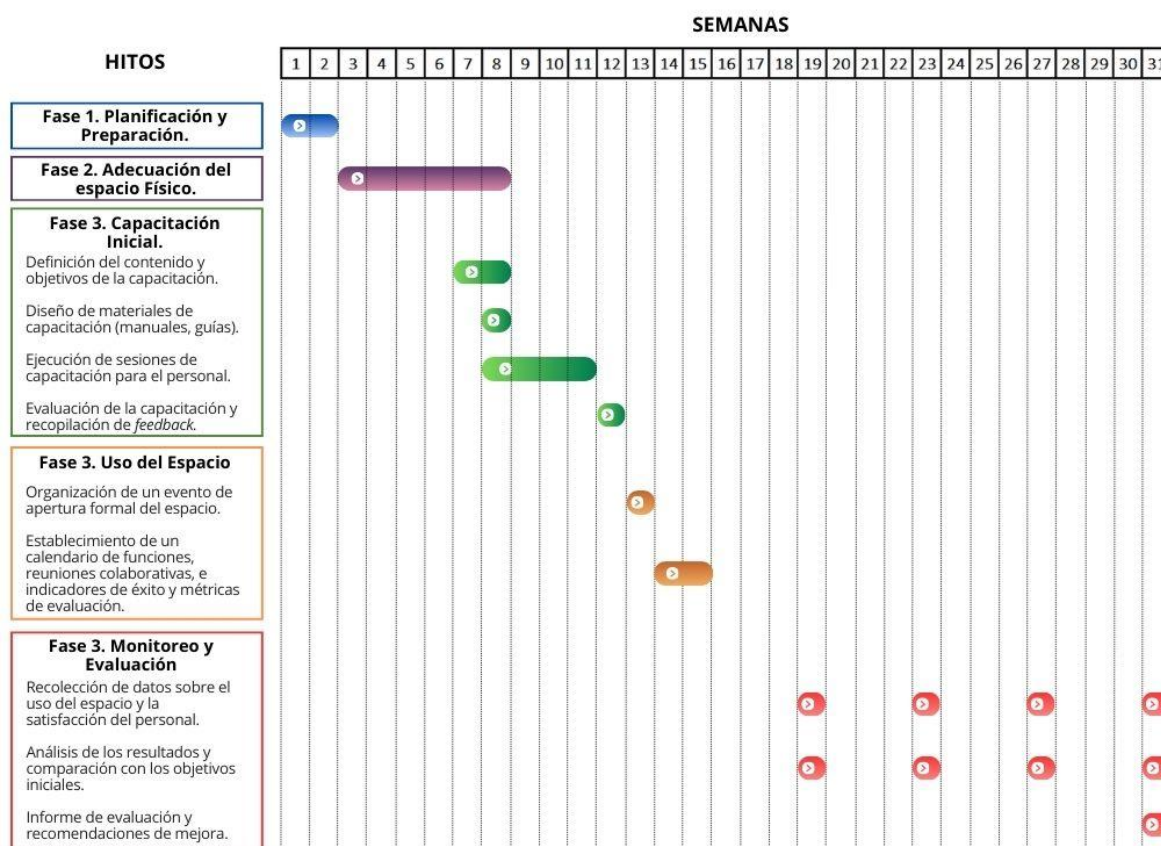 SEMANAS
HITOS
1 2 3 4 5 6 7 8 9 10 11 12 13 14 15 16 17 18 19 20 21 22 23 24 25 26 27 28 29 30 31
Fase 1. Planificación y
Preparación.
Fase 2. Adecuación del
espacio Físico.
Fase 3. Capacitación
Inicial.
Definición del contenido y
objetivos de la capacitación.
Diseño de materiales de
capacitación (manuales, guías).
Ejecución de sesiones de
capacitación para el personal.
Evaluación de la capacitación y
recopilación de feedback.
Fase 3. Uso del Espacio
Organización de un evento de
apertura formal del espacio.
Establecimiento de un
calendario de funciones,
reuniones colaborativas, e
indicadores de éxito y métricas
de evaluación.
Fase 3. Monitoreo y
Evaluación
Recolección de datos sobre el
uso del espacio y la
satisfacción del personal.
Análisis de los resultados y
comparación con los objetivos
iniciales.
Informe de evaluación y
recomendaciones de mejora.